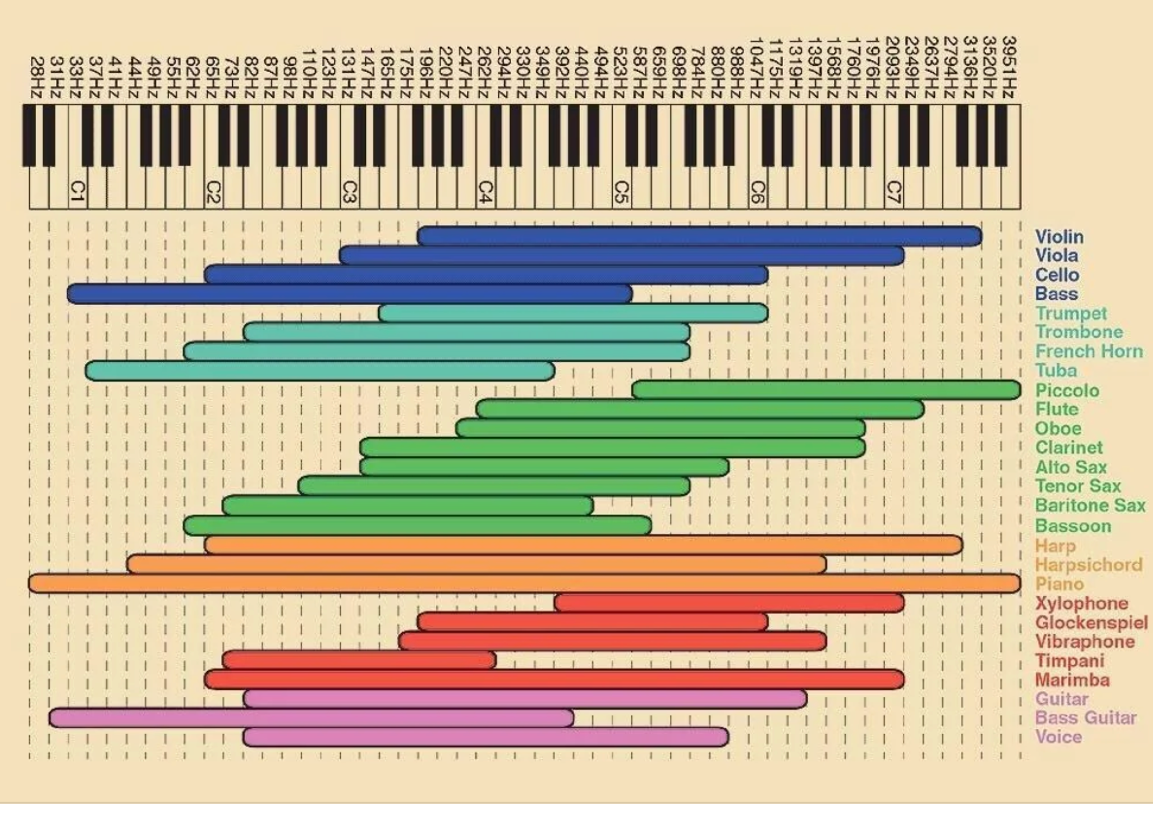 28Hz
31Hz
33Hz
37Hz
41Hz
44Hz
49Hz
55Hz
62Hz
65Hz
73Hz
82Hz
87Hz
98Hz
110Hz
123Hz
131Hz
147Hz
165Hz
175Hz
196Hz
220Hz
247Hz
262Hz
294Hz
330Hz
349Hz
392Hz
440Hz
494Hz
523Hz
587Hz
659Hz
698Hz
784Hz
880Hz
988Hz
1047Hz
1175Hz
1319Hz
1397Hz
1568Hz
1760Hz
1976Hz
2093Hz
2349Hz
2637Hz
2794Hz
3136Hz
3520Hz
3951Hz
C1
C2
C3
C4
C5
C6
C7
Violin
Viola
Cello
Bass
Trumpet
Trombone
French Horn
Tuba
Piccolo
Flute
Oboe
Clarinet
Alto Sax
Tenor Sax
Baritone Sax
Bassoon
Harp
Harpsichord
Piano
Xylophone
Glockenspiel
Vibraphone
Timpani
Marimba
Guitar
Bass Guitar
Voice